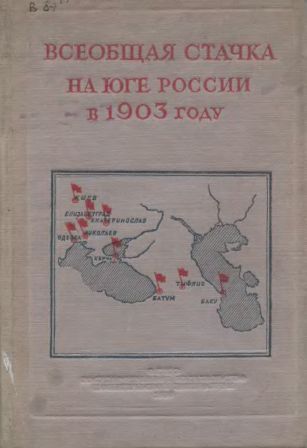 ВСЕОБЩАЯ СТАЧКА
НА ЮГЕ РОССИИ
В 1903 ГОДУ
КИЕВ
ЕЛИЗАВЕТГРАД
ЕКАТЕРИНОСЛАВ
НИКОЛАЕВ
ОДЕССА
КЕРЧЬ
ТИФЛИС
БАТУМ
БАКУ